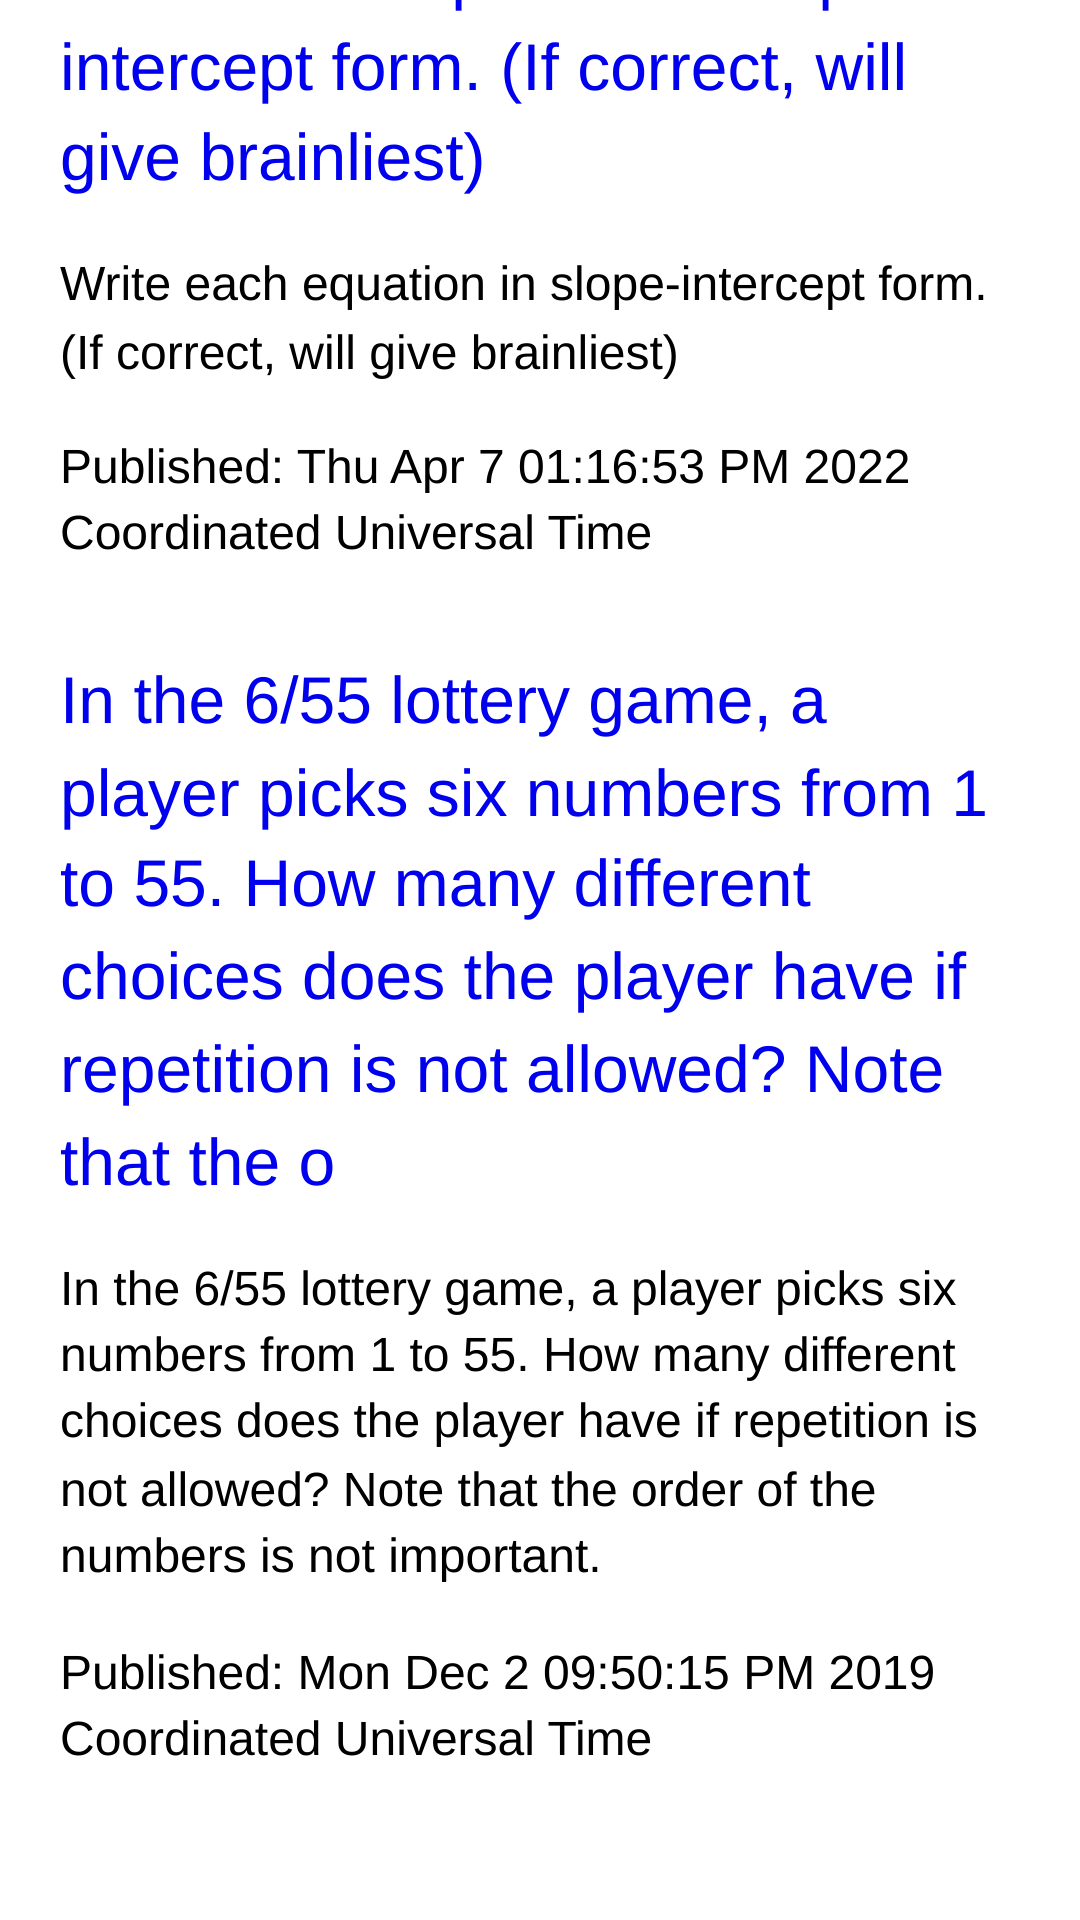 intercept form. (If correct, will
give brainliest)
Write each equation in slope-intercept form.
(If correct, will give brainliest)
Published: Thu Apr 7 01:16:53 PM 2022
Coordinated Universal Time
In the 6/55 lottery game, a
player picks six numbers from 1
to 55. How many different
choices does the player have if
repetition is not allowed? Note
that the o
In the 6/55 lottery game, a player picks six
numbers from 1 to 55. How many different
choices does the player have if repetition is
not allowed? Note that the order of the
numbers is not important.
Published: Mon Dec 2 09:50:15 PM 2019
Coordinated Universal Time